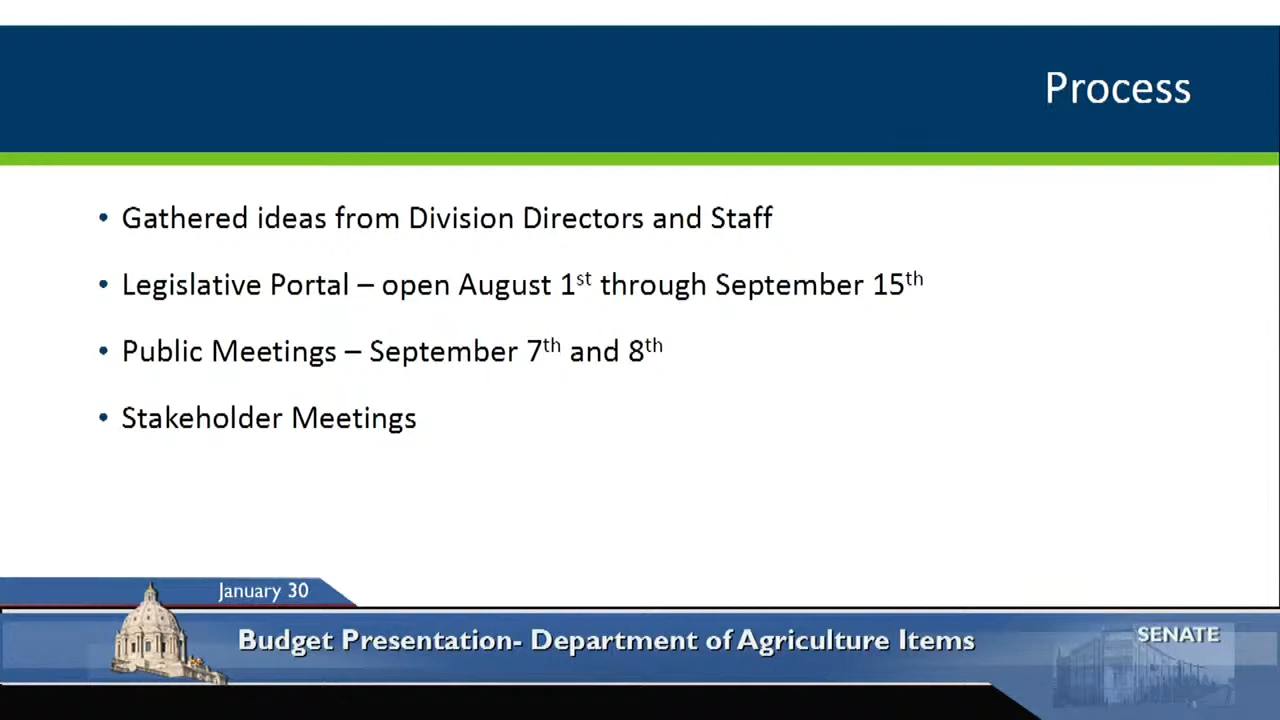 Process
• Gathered ideas from Division Directors and Staff
• Legislative Portal – open August 1st through September 15th
• Public Meetings – September 7th and 8th
• Stakeholder Meetings
January 30
Budget Presentation- Department of Agriculture Items
SENATE